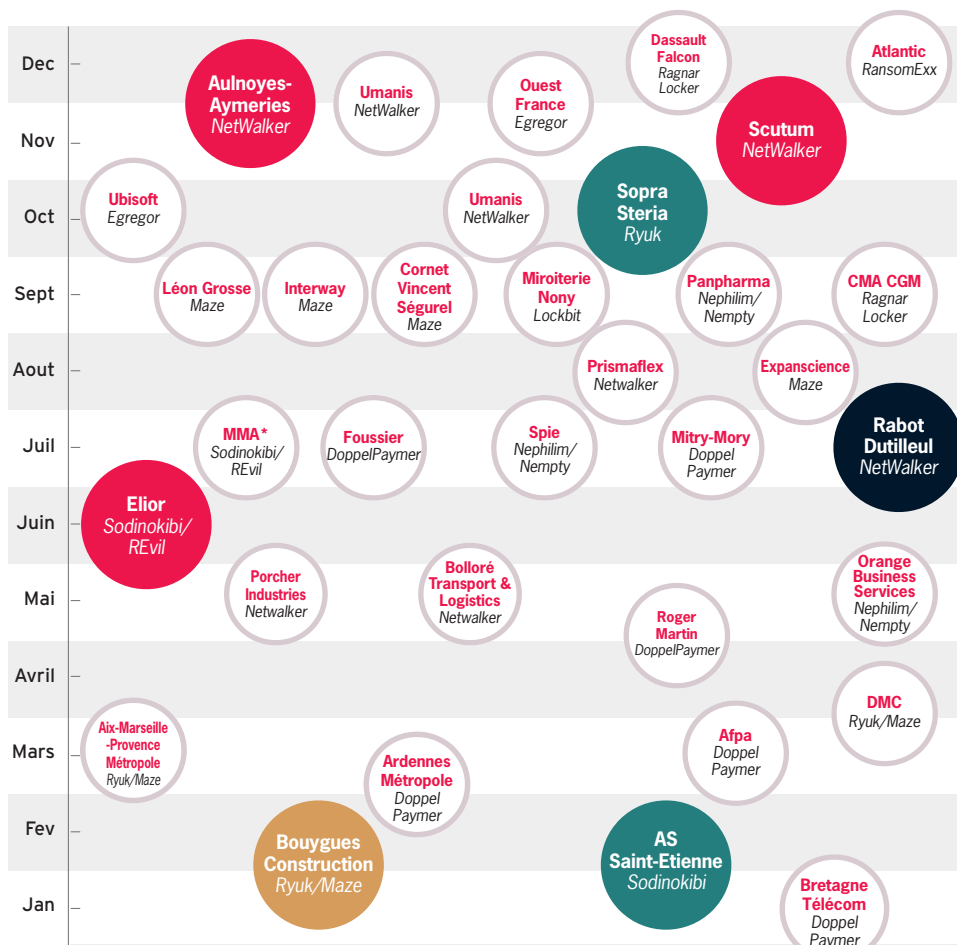 Dec
Dassault
Falcon
Ragnar
Locker
Atlantic
RansomExx
Aulnoyes-
Aymeries
NetWalker
Umanis
NetWalker
Ouest
France
Egregor
Nov
Scutum
NetWalker
Oct
Ubisoft
Egregor
Umanis
NetWalker
Sopra
Steria
Ryuk
Sept
Léon Grosse
Maze
Interway
Maze
Cornet
Vincent
Ségurel
Maze
Miroiterie
Nony
Lockbit
Panpharma
Nephilim/
Nempty
CMA CGM
Ragnar
Locker
Aout
Prismaflex
Netwalker
Expanscience
Maze
Juil
MMA*
Sodinokibi/
REvil
Foussier
DoppelPaymer
Spie
Nephilim/
Nempty
Mitry-Mory
Doppel
Paymer
Rabot
Dutilleul
NetWalker
Juin
Elior
Sodinokibi/
REvil
Mai
Porcher
Industries
Netwalker
Bolloré
Transport &
Logistics
Netwalker
Roger
Martin
DoppelPaymer
Orange
Business
Services
Nephilim/
Nempty
Avril
DMC
Ryuk/Maze
Mars
Aix-Marseille
-Provence
Métropole
Ryuk/Maze
Ardennes
Métropole
Doppel
Paymer
Afpa
Doppel
Paymer
Fev
Bouygues
Construction
Ryuk/Maze
AS
Saint-Etienne
Sodinokibi
Jan
Bretagne
Télécom
Doppel
Paymer